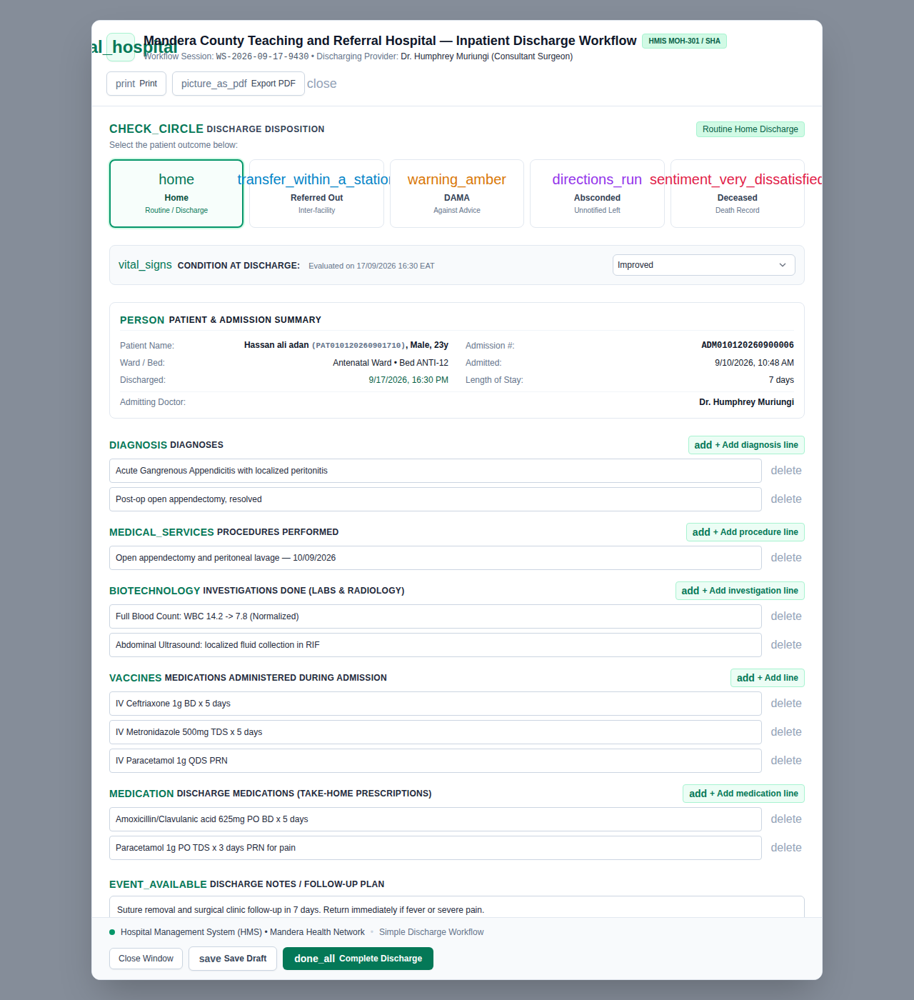 al_hospital
Mandera County Teaching and Referral Hospital — Inpatient Discharge Workflow HMIS MOH-301 / SHA
Workflow Session: WS-2026-09-17-9430 • Discharging Provider: Dr. Humphrey Muriungi (Consultant Surgeon)
print Print picture_as_pdf Export PDF close
CHECK_CIRCLE DISCHARGE DISPOSITION Routine Home Discharge
Select the patient outcome below:
home transfer_within_a_station warning_amber directions_run sentiment_very_dissatisfied
Home Referred Out DAMA Absconded Deceased
Routine / Discharge Inter-facility Against Advice Unnotified Left Death Record
vital_signs CONDITION AT DISCHARGE: Evaluated on 17/09/2026 16:30 EAT Improved
PERSON PATIENT & ADMISSION SUMMARY
Patient Name: Hassan ali adan (PAT010120260901710), Male, 23y Admission #: ADM010120260900006
Ward / Bed: Antenatal Ward • Bed ANTI-12 Admitted: 9/10/2026, 10:48 AM
Discharged: 9/17/2026, 16:30 PM Length of Stay: 7 days
Admitting Doctor: Dr. Humphrey Muriungi
DIAGNOSIS DIAGNOSES add + Add diagnosis line
Acute Gangrenous Appendicitis with localized peritonitis delete
Post-op open appendectomy, resolved delete
MEDICAL_SERVICES PROCEDURES PERFORMED add + Add procedure line
Open appendectomy and peritoneal lavage — 10/09/2026 delete
BIOTECHNOLOGY INVESTIGATIONS DONE (LABS & RADIOLOGY) add + Add investigation line
Full Blood Count: WBC 14.2 -> 7.8 (Normalized) delete
Abdominal Ultrasound: localized fluid collection in RIF delete
VACCINES MEDICATIONS ADMINISTERED DURING ADMISSION add + Add line
IV Ceftriaxone 1g BD x 5 days delete
IV Metronidazole 500mg TDS x 5 days delete
IV Paracetamol 1g QDS PRN delete
MEDICATION DISCHARGE MEDICATIONS (TAKE-HOME PRESCRIPTIONS) add + Add medication line
Amoxicillin/Clavulanic acid 625mg PO BD x 5 days delete
Paracetamol 1g PO TDS x 3 days PRN for pain delete
EVENT_AVAILABLE DISCHARGE NOTES / FOLLOW-UP PLAN
Suture removal and surgical clinic follow-up in 7 days. Return immediately if fever or severe pain.
Hospital Management System (HMS) • Mandera Health Network • Simple Discharge Workflow
Close Window save Save Draft done_all Complete Discharge